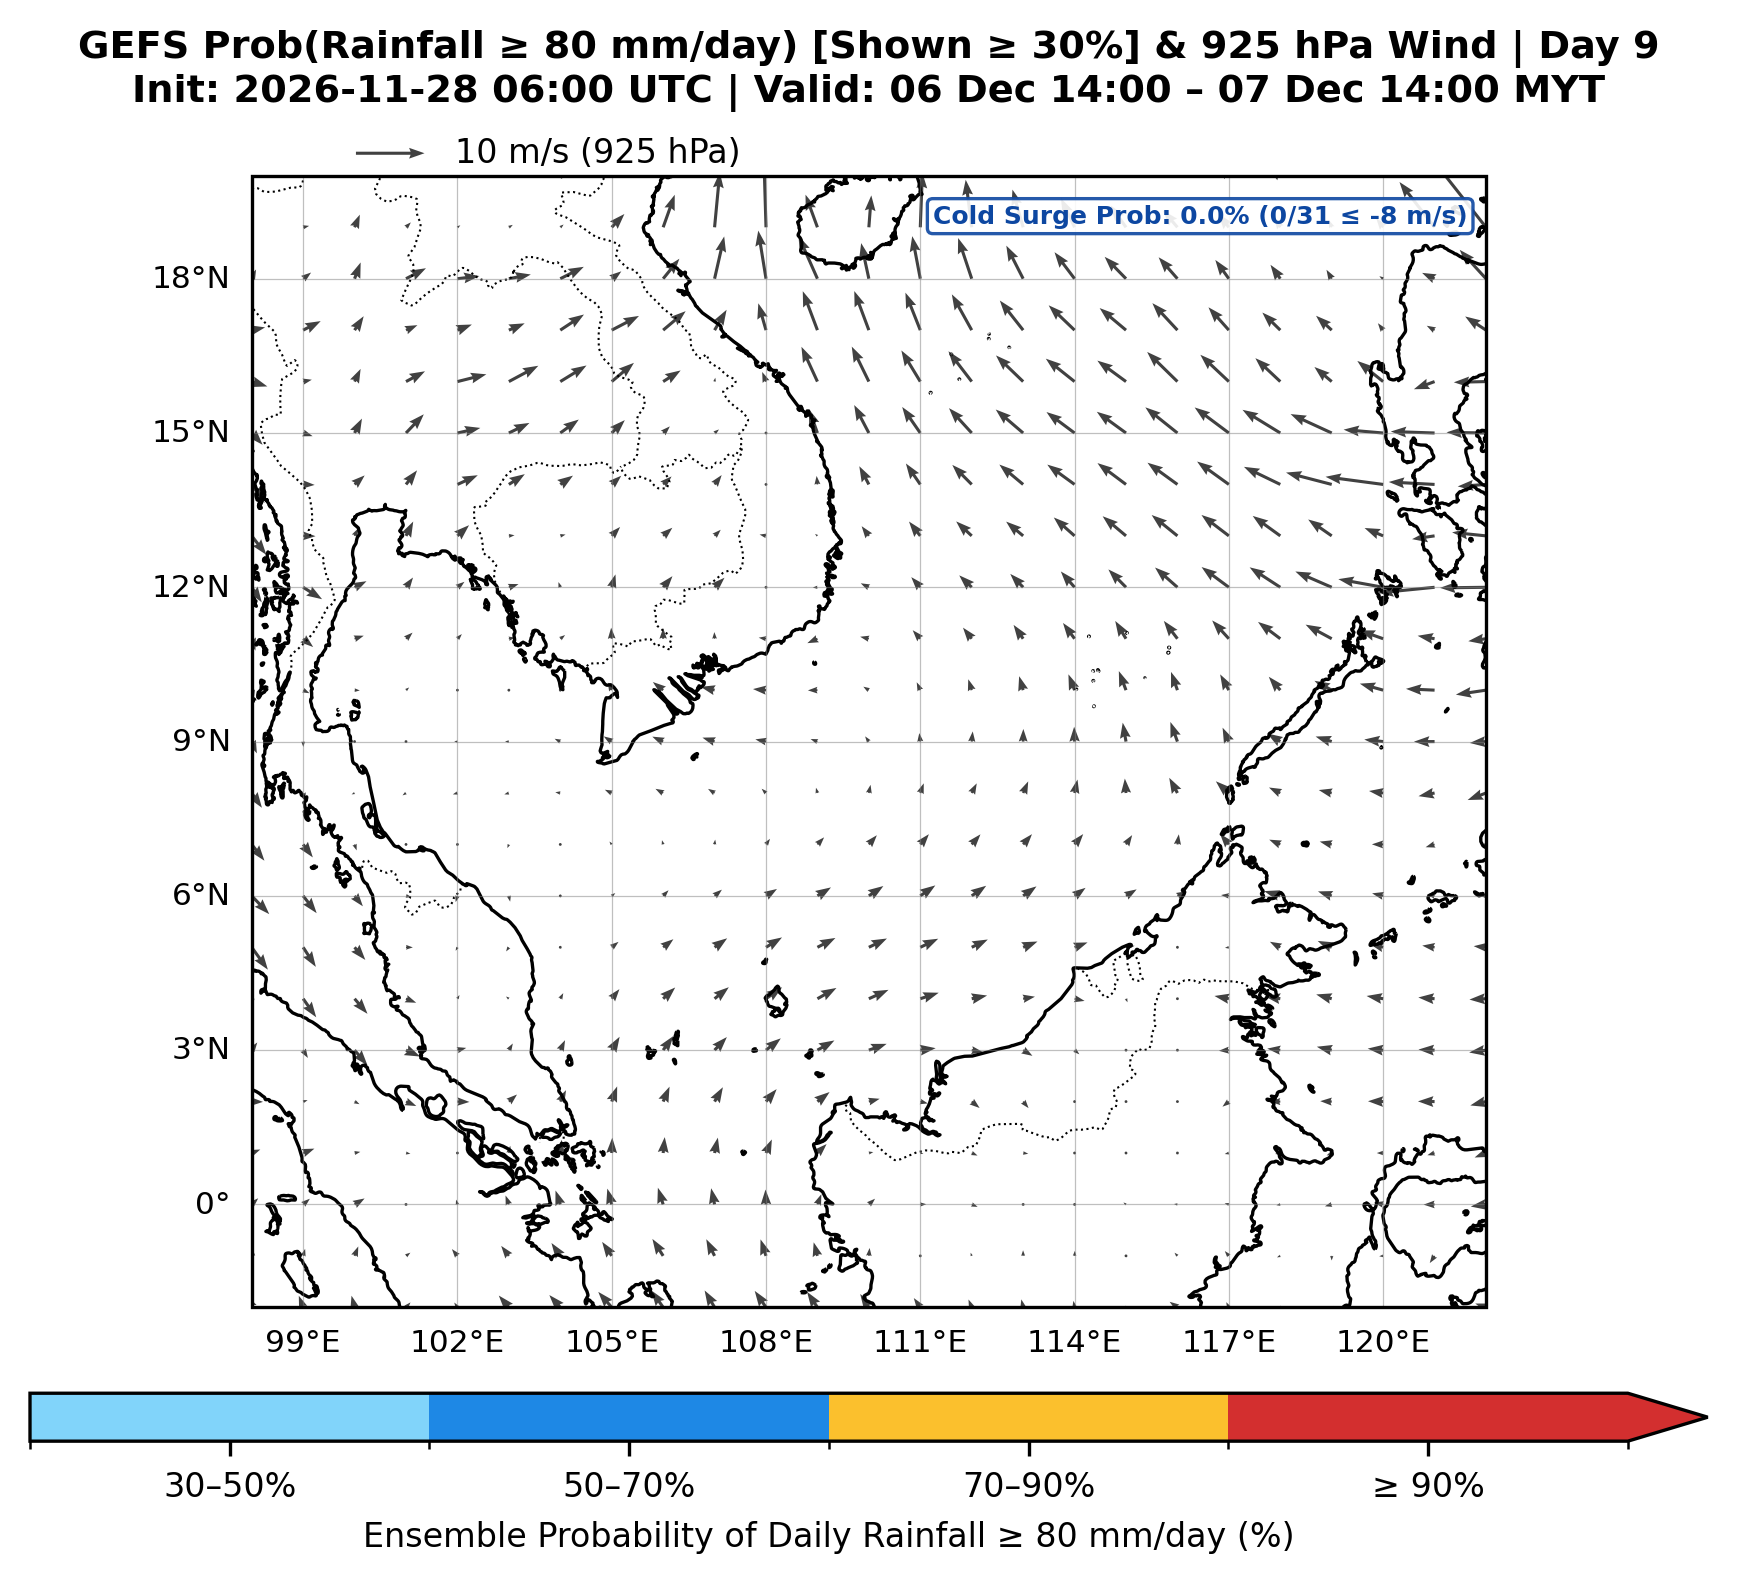 GEFS Prob(Rainfall ≥ 80 mm/day) [Shown ≥ 30%] & 925 hPa Wind | Day 9
Init: 2026-11-28 06:00 UTC | Valid: 06 Dec 14:00 – 07 Dec 14:00 MYT
10 m/s (925 hPa)
Cold Surge Prob: 0.0% (0/31 ≤ -8 m/s)
18°N
15°N
12°N
9°N
6°N
3°N
0°
99°E 102°E 105°E 108°E 111°E 114°E 117°E 120°E
30–50% 50–70% 70–90% ≥ 90%
Ensemble Probability of Daily Rainfall ≥ 80 mm/day (%)